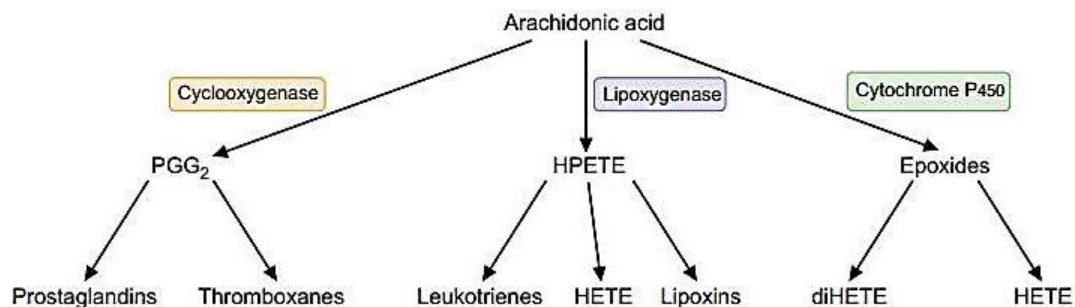 Arachidonic acid
Cyclooxygenase
Lipoxygenase
Cytochrome P450
PGG2
HPETE
Epoxides
Prostaglandins
Thromboxanes
Leukotrienes
HETE
Lipoxins
diHETE
HETE